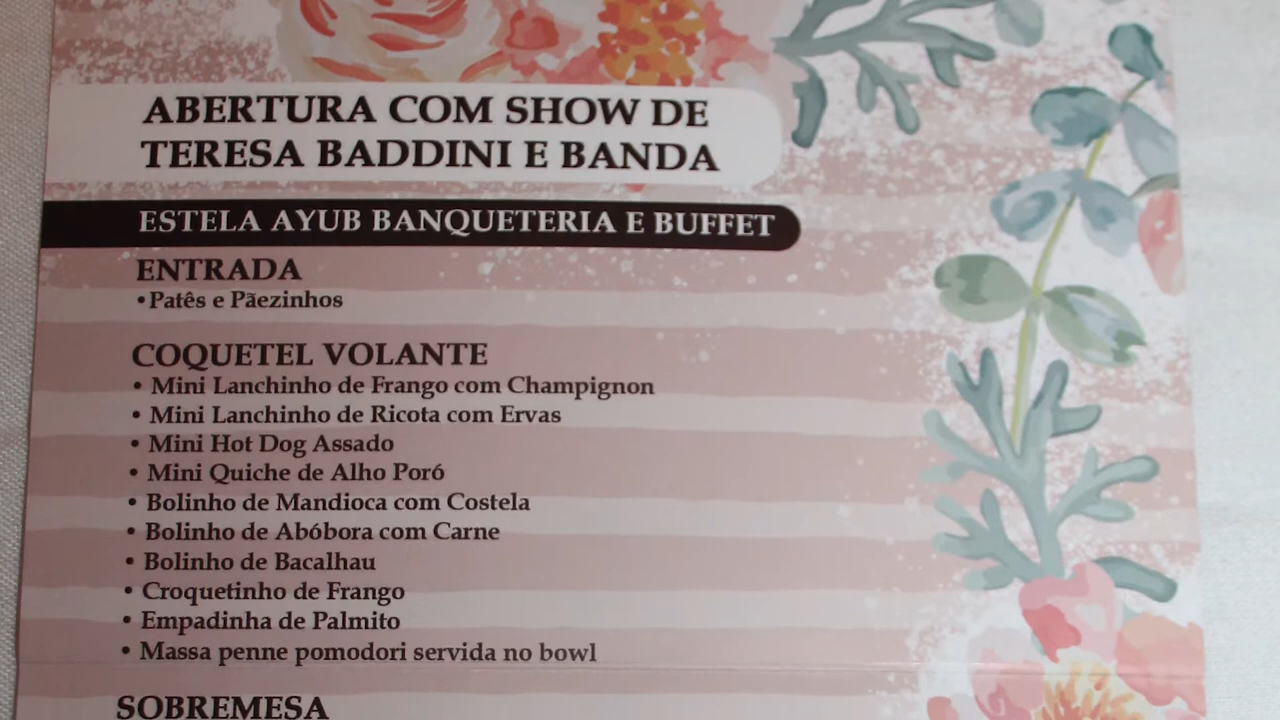 ABERTURA COM SHOW DE
TERESA BADDINI E BANDA
ESTELA AYUB BANQUETERIA E BUFFET
ENTRADA
•Patês e Pãezinhos
COQUETEL VOLANTE
• Mini Lanchinho de Frango com Champignon
• Mini Lanchinho de Ricota com Ervas
• Mini Hot Dog Assado
• Mini Quiche de Alho Poró
• Bolinho de Mandioca com Costela
• Bolinho de Abóbora com Carne
• Bolinho de Bacalhau
• Croquetinho de Frango
• Empadinha de Palmito
• Massa penne pomodori servida no bowl
SOBREMESA